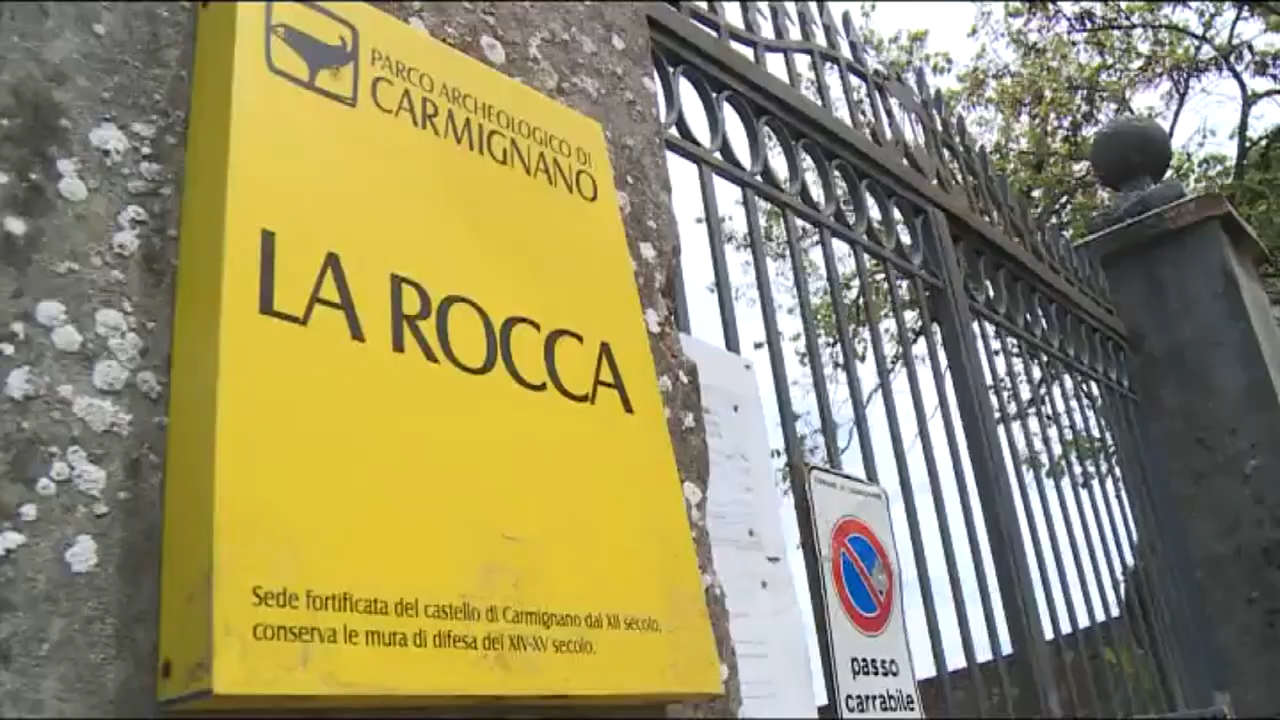 PARCO ARCHEOLOGICO DI
CARMIGNANO
LA ROCCA
Sede fortificata del castello di Carmignano dal XII secolo,
conserva le mura di difesa del XIV-XV secolo.
passo
carrabile